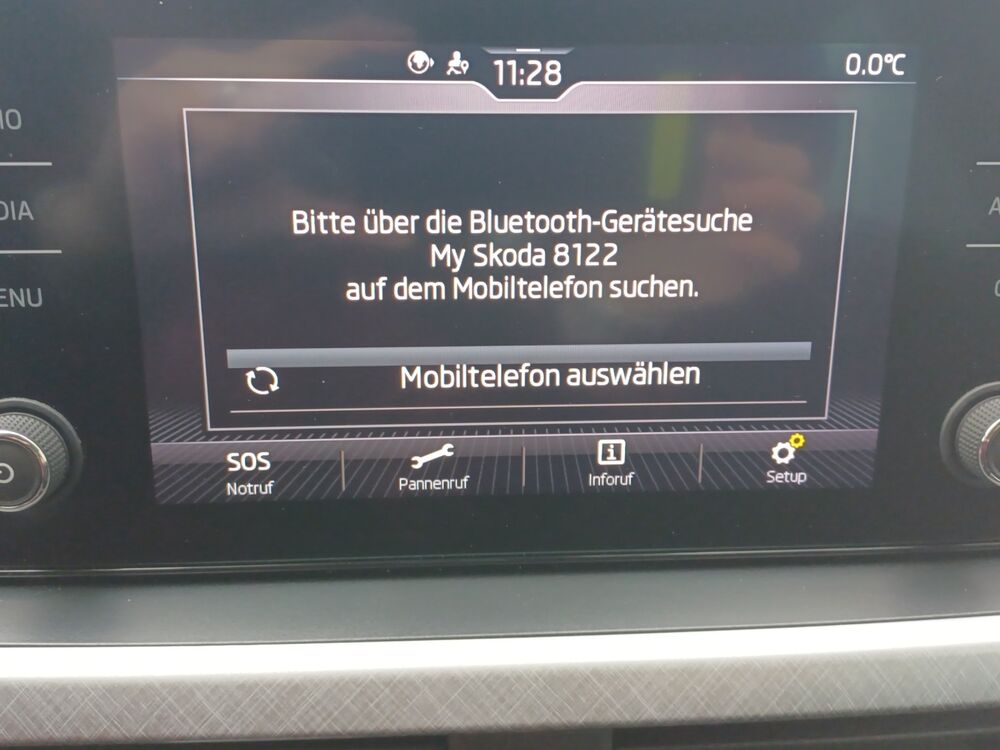 11:28
0.0°C
Bitte über die Bluetooth-Gerätesuche
My Skoda 8122
auf dem Mobiltelefon suchen.
Mobiltelefon auswählen
SOS
Notruf
Pannenruf
Inforuf
Setup